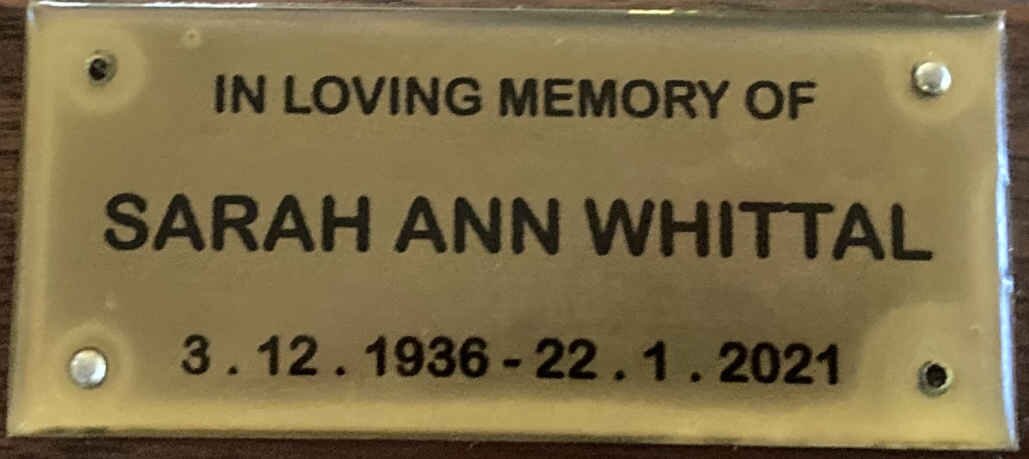 IN LOVING MEMORY OF
SARAH ANN WHITTAL
3 . 12 . 1936 - 22 . 1 . 2021